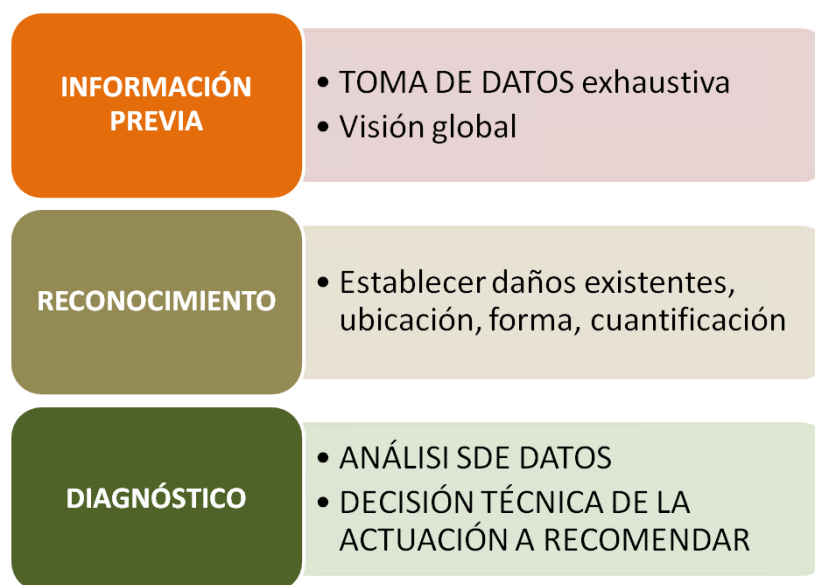 INFORMACIÓN
PREVIA
• TOMA DE DATOS exhaustiva
• Visión global
RECONOCIMIENTO
• Establecer daños existentes,
ubicación, forma, cuantificación
DIAGNÓSTICO
• ANÁLISI SDE DATOS
• DECISIÓN TÉCNICA DE LA
ACTUACIÓN A RECOMENDAR